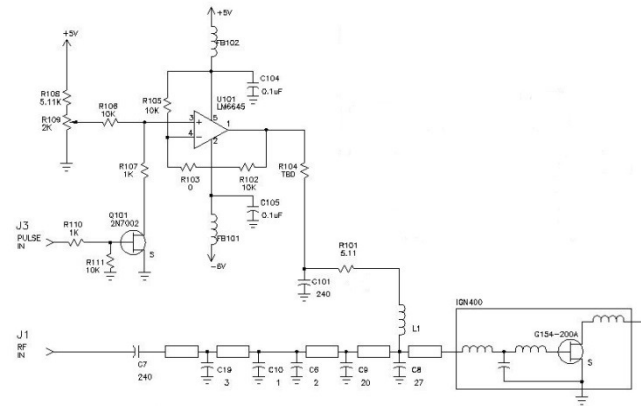 +5V
FB102
+5V
C104
0.1uF
R108
5.11K
R105
10K
U101
LM6645
R109
2K
R106
10K
3
5
1
4
2
+
-
R107
1K
R103
0
R102
10K
R104
TBD
C105
0.1uF
Q101
2N7002
J3
PULSE
IN
R110
1K
S
FB101
R111
10K
-6V
R101
5.11
C101
240
L1
IGN400
G154-200A
S
J1
RF
IN
C7
240
C19
3
C10
1
C6
2
C9
20
C8
27